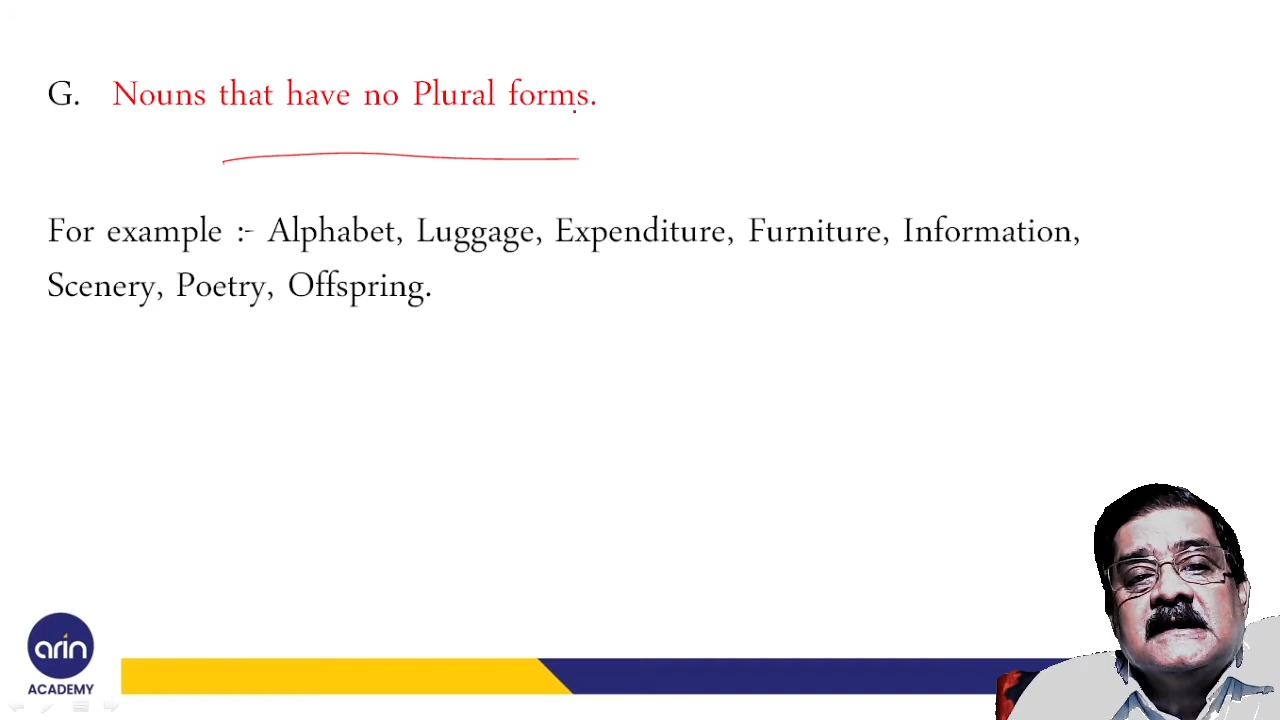 G. Nouns that have no Plural forms.
For example :- Alphabet, Luggage, Expenditure, Furniture, Information,
Scenery, Poetry, Offspring.
arin
ACADEMY